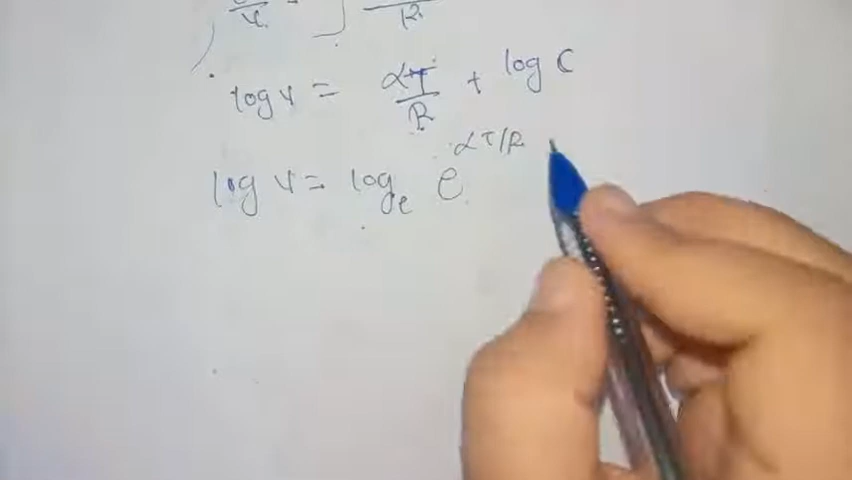 log V = αT/R + log C
log V = logₑ e^αT/R